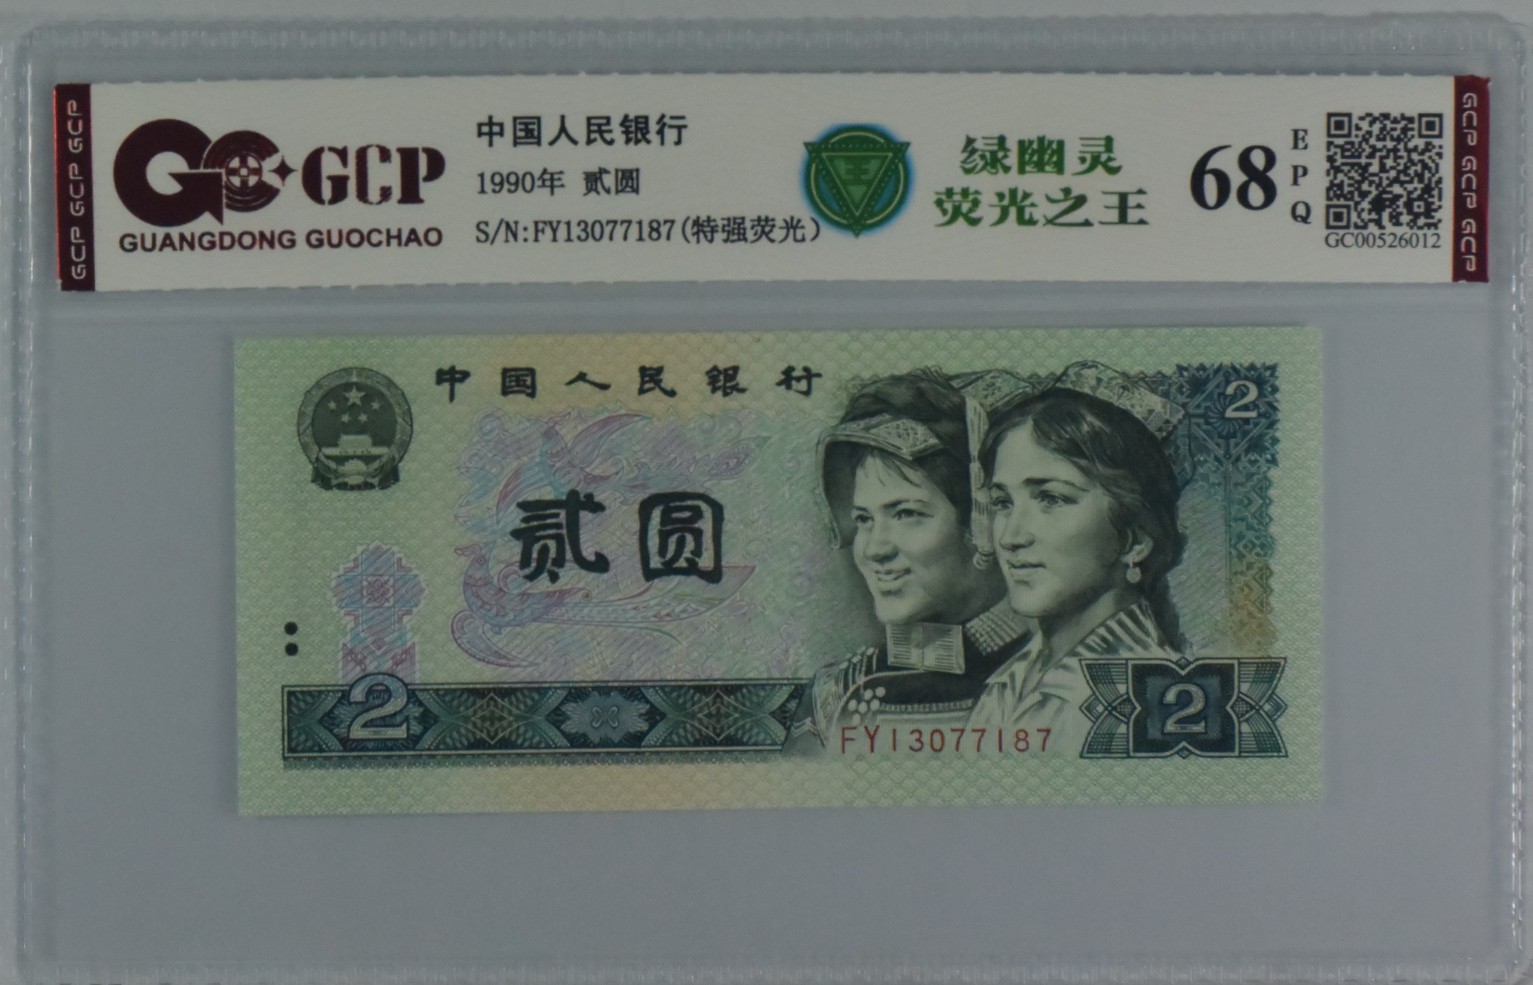 GCP GCP GCP
GCP
GUANGDONG GUOCHAO
中国人民银行
1990年 贰圆
S/N:FY13077187(特强荧光)
王
绿幽灵
荧光之王
68
EPQ
GC00526012
GCP GCP GCP
中国人民银行
2
贰圆
2
FY13077187
2